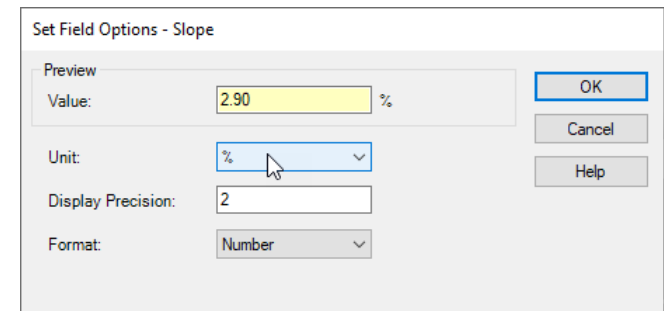 Set Field Options - Slope
Preview
Value: 2.90 %
OK
Cancel
Unit: %
Help
Display Precision: 2
Format: Number